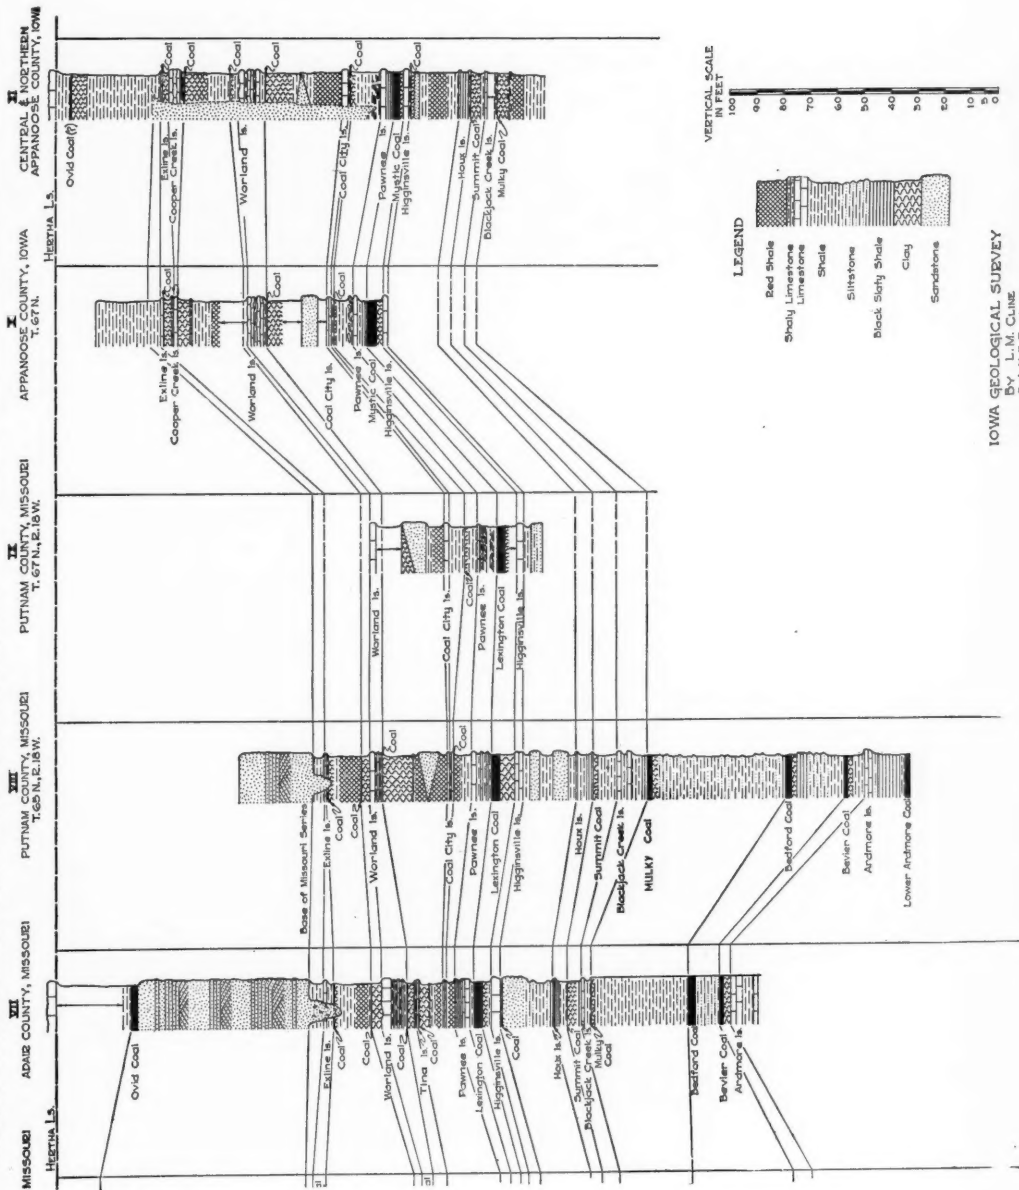 MISSOURI
HERTHA Ls.
VII
ADAIR COUNTY, MISSOURI
Ovid Coal
Exline ls.
Coal
Coal
Worland ls.
Coal
Tina ls.
Coal
Pawnee ls.
Lexington Coal
Higginsville ls.
Coal
Houx ls.
Summit Coal
Blackjack Creek ls.
Mulky Coal
Bedford Coal
Bevier Coal
Ardmore ls.
VIII
PUTNAM COUNTY, MISSOURI
T. 65 N., R. 18 W.
Base of Missouri Series
Exline ls.
Coal
Coal
Worland ls.
Coal
Coal City ls.
Coal
Pawnee ls.
Lexington Coal
Higginsville ls.
Houx ls.
Summit Coal
Blackjack Creek ls.
MULKY COAL
Bedford Coal
Bevier Coal
Ardmore ls.
Lower Ardmore Coal
IX
PUTNAM COUNTY, MISSOURI
T. 67 N., R. 18 W.
Worland ls.
Coal City ls.
Coal
Pawnee ls.
Lexington Coal
Higginsville ls.
X
APPANOOSE COUNTY, IOWA
T. 67 N.
Exline ls.
Coal
Cooper Creek ls.
Worland ls.
Coal
Coal City ls.
Coal
Pawnee ls.
Mystic Coal
Higginsville ls.
HERTHA Ls.
XI
CENTRAL & NORTHERN
APPANOOSE COUNTY, IOWA
Ovid Coal (?)
Exline ls.
Coal
Cooper Creek ls.
Coal
Worland ls.
Coal
Coal
Coal City ls.
Coal
Pawnee ls.
Mystic Coal
Higginsville ls.
Houx ls.
Summit Coal
Blackjack Creek ls.
Mulky Coal
VERTICAL SCALE
IN FEET
100
90
80
70
60
50
40
30
20
10
5
0
LEGEND
Red Shale
Shaly Limestone
Limestone
Shale
Siltstone
Black Slaty Shale
Clay
Sandstone
IOWA GEOLOGICAL SURVEY
BY L. M. CLINE